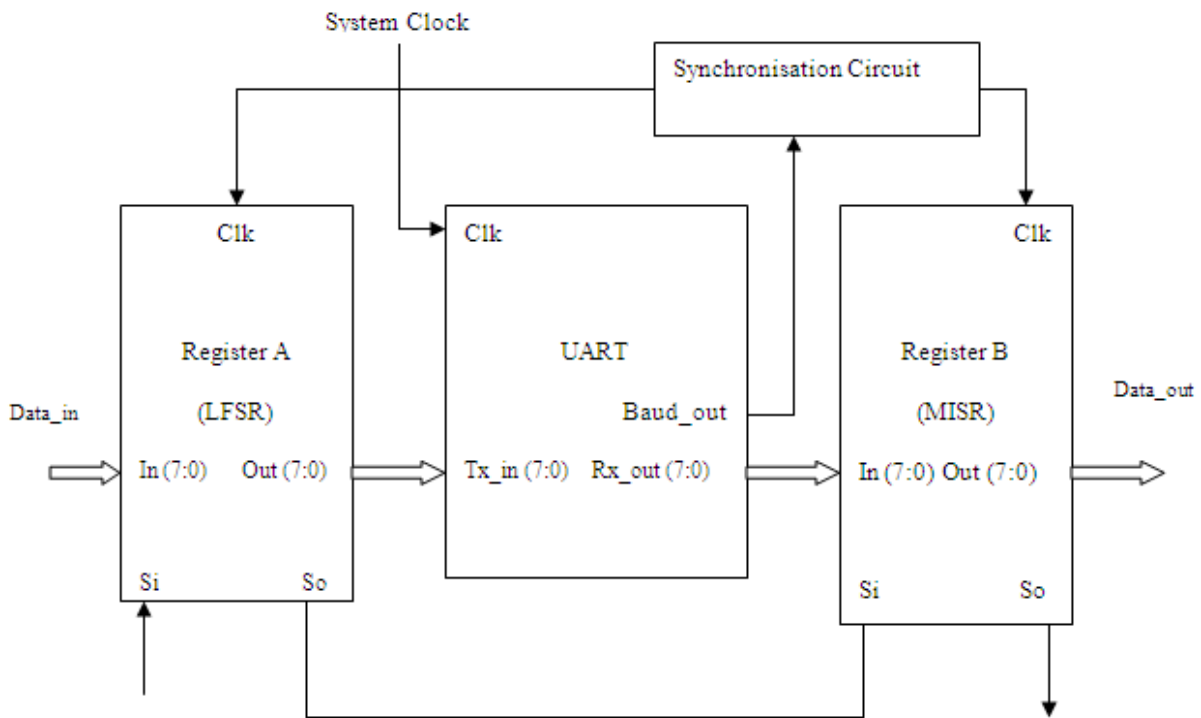 System Clock
Synchronisation Circuit
Clk
Clk
Clk
Register A
UART
Register B
Data_in
(LFSR)
Baud_out
(MISR)
Data_out
In (7:0) Out (7:0)
Tx_in (7:0) Rx_out (7:0)
In (7:0) Out (7:0)
Si So
Si So